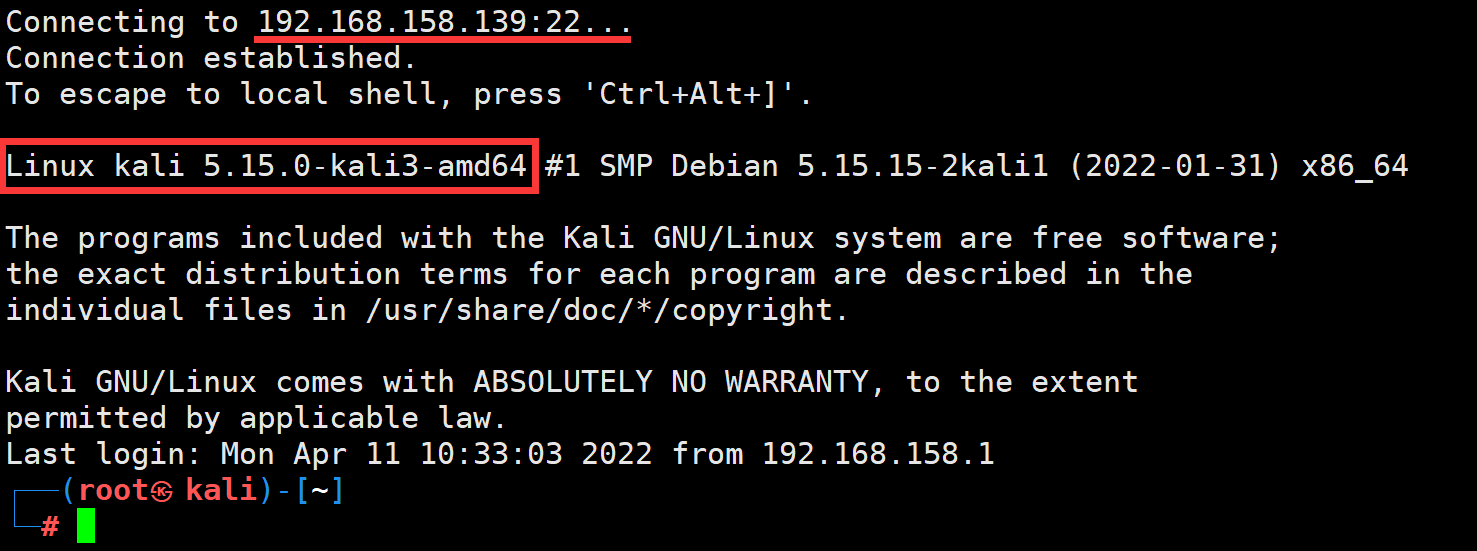 Connecting to 192.168.158.139:22...
Connection established.
To escape to local shell, press 'Ctrl+Alt+]'.
Linux kali 5.15.0-kali3-amd64 #1 SMP Debian 5.15.15-2kali1 (2022-01-31) x86_64
The programs included with the Kali GNU/Linux system are free software;
the exact distribution terms for each program are described in the
individual files in /usr/share/doc/*/copyright.
Kali GNU/Linux comes with ABSOLUTELY NO WARRANTY, to the extent
permitted by applicable law.
Last login: Mon Apr 11 10:33:03 2022 from 192.168.158.1
┌──(root㉿ kali)-[~]
└─#